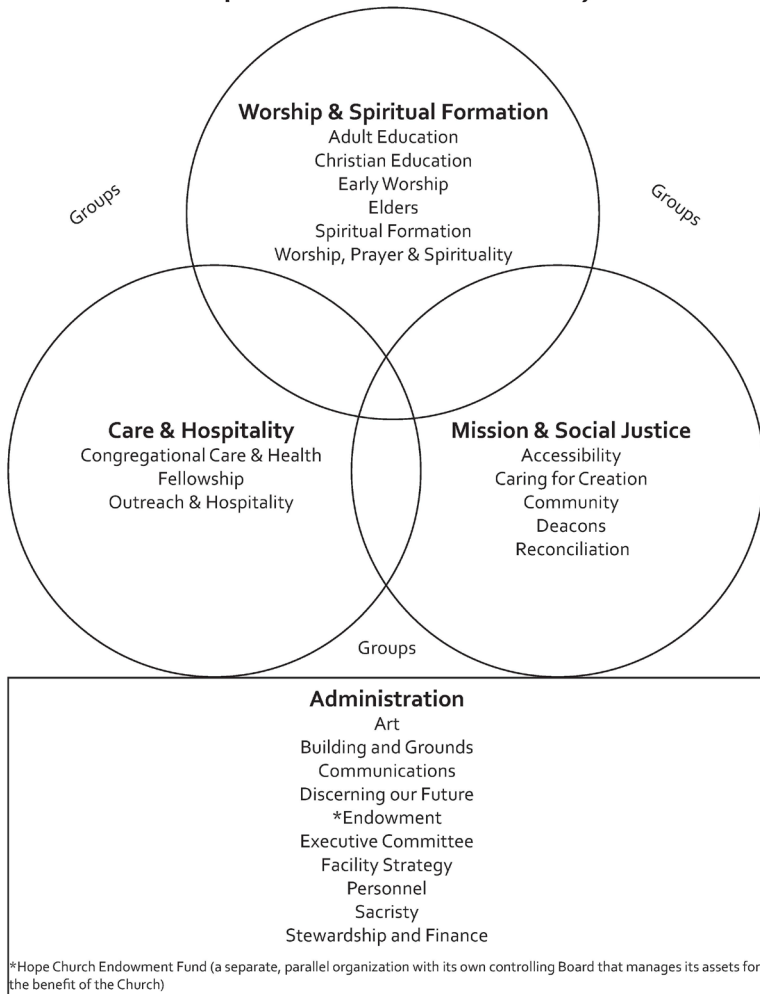 Worship & Spiritual Formation
Adult Education
Christian Education
Early Worship
Elders
Spiritual Formation
Worship, Prayer & Spirituality
Groups
Groups
Care & Hospitality
Congregational Care & Health
Fellowship
Outreach & Hospitality
Mission & Social Justice
Accessibility
Caring for Creation
Community
Deacons
Reconciliation
Groups
Administration
Art
Building and Grounds
Communications
Discerning our Future
*Endowment
Executive Committee
Facility Strategy
Personnel
Sacristy
Stewardship and Finance
*Hope Church Endowment Fund (a separate, parallel organization with its own controlling Board that manages its assets for
the benefit of the Church)